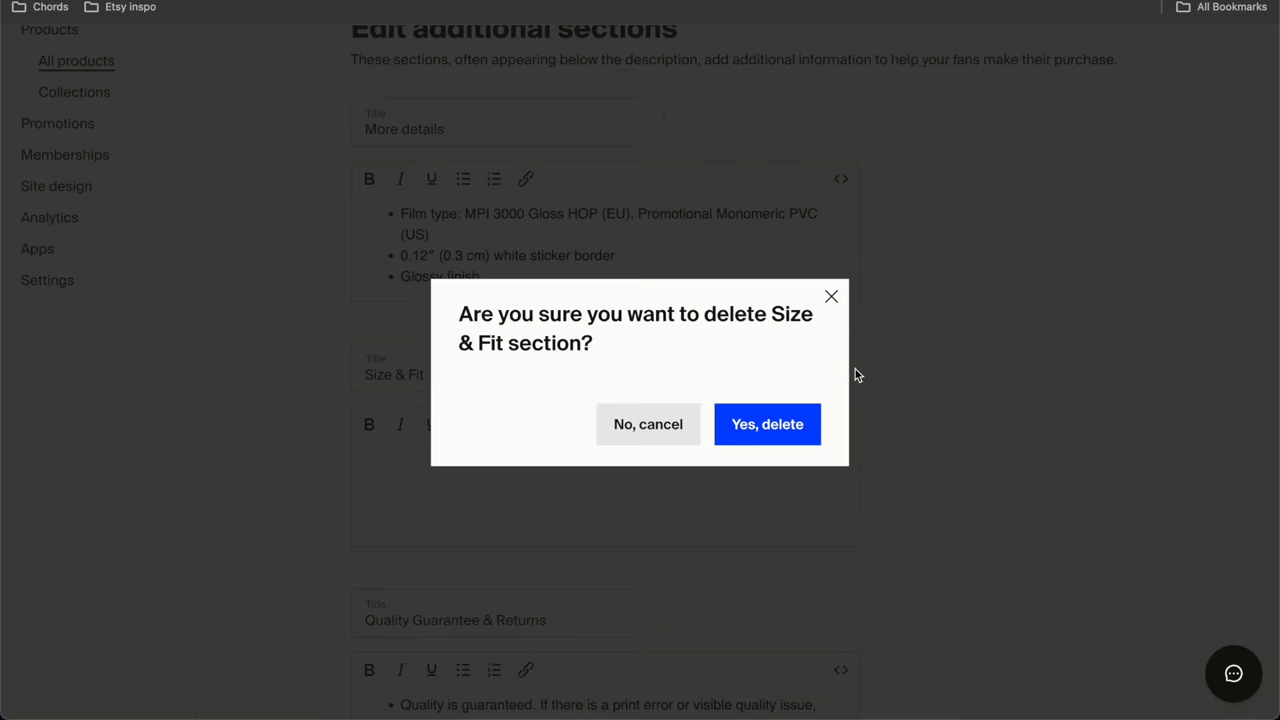 Chords
Etsy inspo
All Bookmarks
Products
All products
Collections
Promotions
Memberships
Site design
Analytics
Apps
Settings
Edit additional sections
These sections, often appearing below the description, add additional information to help your fans make their purchase.
Title
More details
B I U
• Film type: MPI 3000 Gloss HOP (EU), Promotional Monomeric PVC
(US)
• 0.12″ (0.3 cm) white sticker border
• Glossy finish
Are you sure you want to delete Size
& Fit section?
No, cancel
Yes, delete
Title
Size & Fit
B I U
Title
Quality Guarantee & Returns
B I U
• Quality is guaranteed. If there is a print error or visible quality issue,